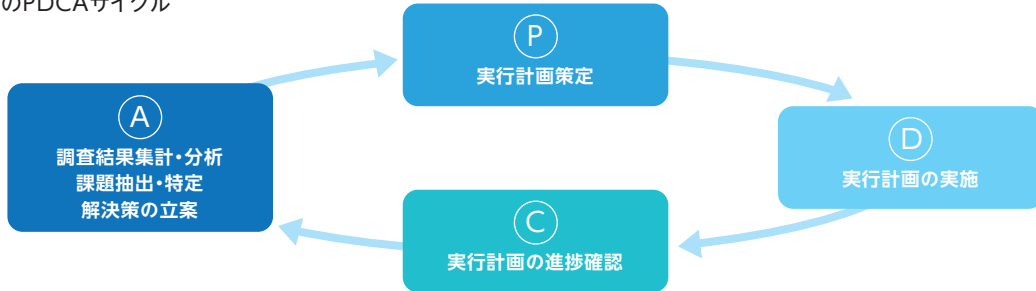 のPDCAサイクル
P
実行計画策定
A
調査結果集計・分析
課題抽出・特定
解決策の立案
D
実行計画の実施
C
実行計画の進捗確認